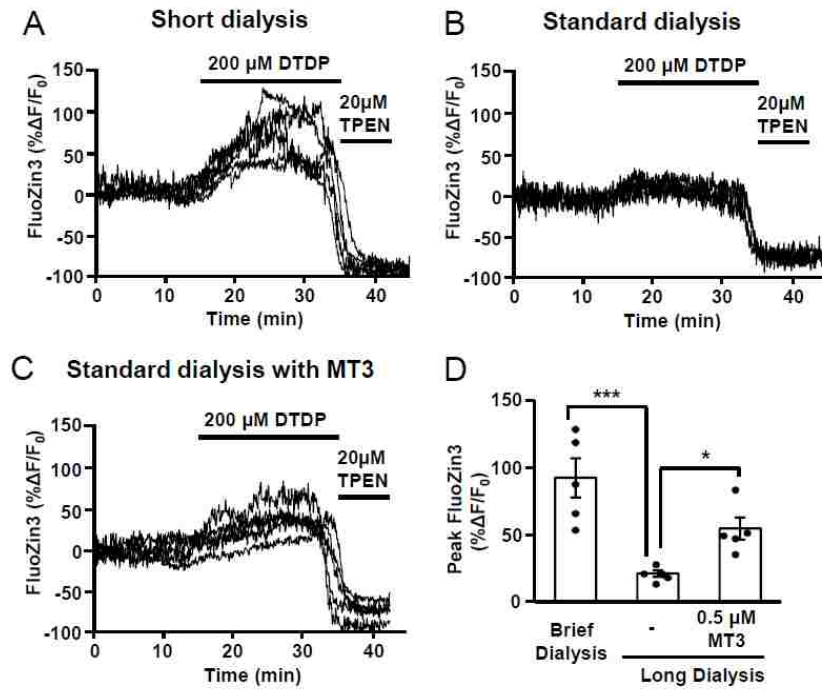 A Short dialysis
200 µM DTDP
20µM
TPEN
FluoZin3 (%ΔF/F0)
150
100
50
0
-50
-100
0 10 20 30 40
Time (min)
B Standard dialysis
200 µM DTDP
20µM
TPEN
FluoZin3 (%ΔF/F0)
150
100
50
0
-50
-100
0 10 20 30 40
Time (min)
C Standard dialysis with MT3
200 µM DTDP
20µM
TPEN
FluoZin3 (%ΔF/F0)
150
100
50
0
-50
-100
0 10 20 30 40
Time (min)
D
Peak FluoZin3
(%ΔF/F0)
150
100
50
0
***
*
Brief
Dialysis
-
0.5 µM
MT3
Long Dialysis